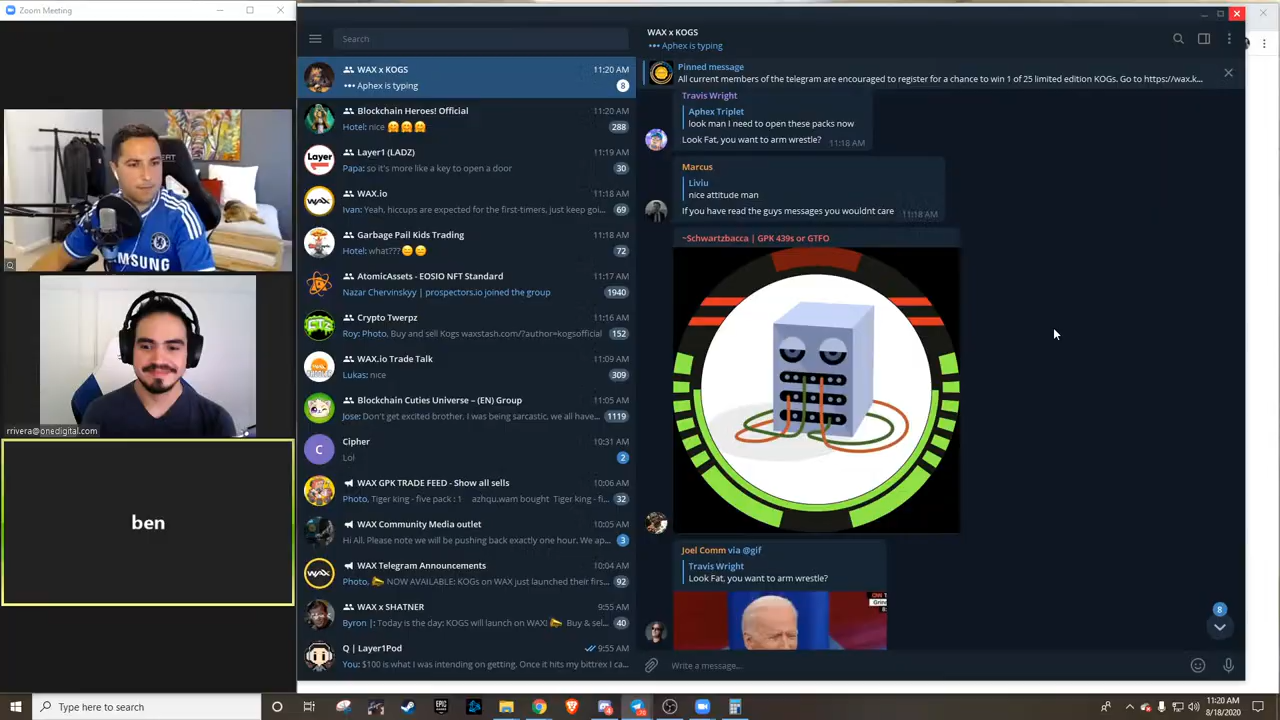 Zoom Meeting
SAMSUNG
rrivera@onedigital.com
ben
Search
WAX x KOGS
11:20 AM
Aphex is typing
8
Blockchain Heroes! Official
11:20 AM
Hotel: nice 🤗🤗🤗
288
Layer1 (LADZ)
11:19 AM
Papa: so it's more like a key to open a door
30
WAX.io
11:18 AM
Ivan: Yeah, hiccups are expected for the first-timers, just keep goi...
69
Garbage Pail Kids Trading
11:18 AM
Hotel: what???😑😑
72
AtomicAssets - EOSIO NFT Standard
11:17 AM
Nazar Chervinskyy | prospectors.io joined the group
1940
Crypto Twerpz
11:16 AM
Roy: Photo, Buy and sell Kogs waxstash.com/?author=kogsofficial
152
WAX.io Trade Talk
11:09 AM
Lukas: nice
309
Blockchain Cuties Universe – (EN) Group
11:05 AM
Jose: Don't get excited brother, I was being sarcastic, we all have...
1119
Cipher
10:31 AM
C
Lol
2
WAX GPK TRADE FEED - Show all sells
10:06 AM
Photo, Tiger king - five pack : 1 azhqu.wam bought Tiger king - fi...
32
WAX Community Media outlet
10:05 AM
Hi All. Please note we will be pushing back exactly one hour. We ap...
3
WAX Telegram Announcements
10:04 AM
Photo, 📣 NOW AVAILABLE: KOGs on WAX just launched their firs...
92
WAX x SHATNER
9:55 AM
Byron |: Today is the day: KOGS will launch on WAX! 📣 Buy & sel...
40
Q | Layer1Pod
9:55 AM
You: $100 is what I was intending on getting. Once it hits my bittrex I ca...
WAX x KOGS
Aphex is typing
Pinned message
All current members of the telegram are encouraged to register for a chance to win 1 of 25 limited edition KOGs. Go to https://wax.k...
Travis Wright
Aphex Triplet
look man I need to open these packs now
Look Fat, you want to arm wrestle?
11:18 AM
Marcus
Liviu
nice attitude man
If you have read the guys messages you wouldnt care
11:18 AM
~Schwartzbacca | GPK 439s or GTFO
Joel Comm via @gif
Travis Wright
Look Fat, you want to arm wrestle?
CNN
8
Write a message...
Type here to search
11:20 AM
8/18/2020